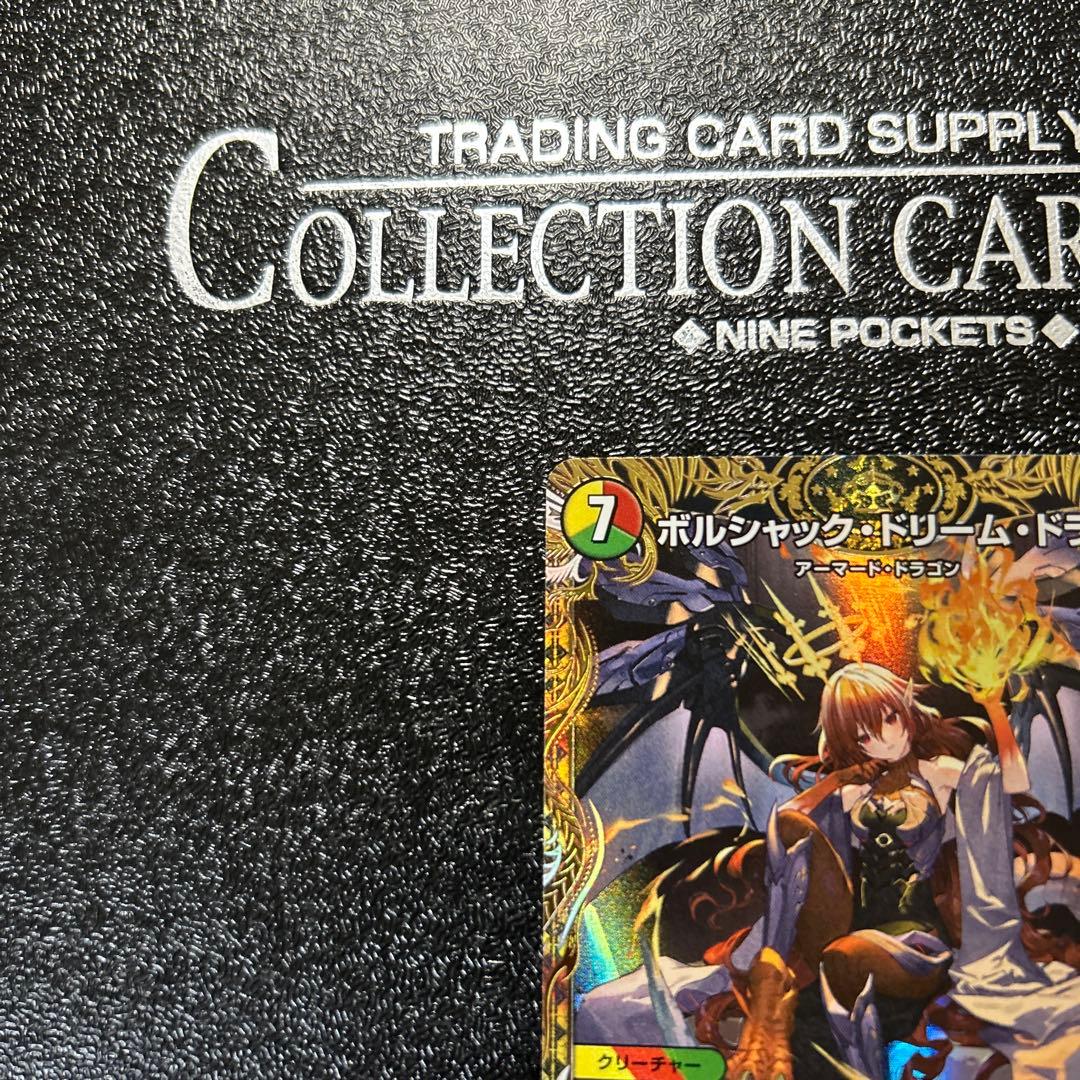 TRADING CARD SUPPLY
COLLECTION CAR
◆NINE POCKETS◆
7
ボルシャック・ドリーム・ドラ
アーマード・ドラゴン
クリーチャー